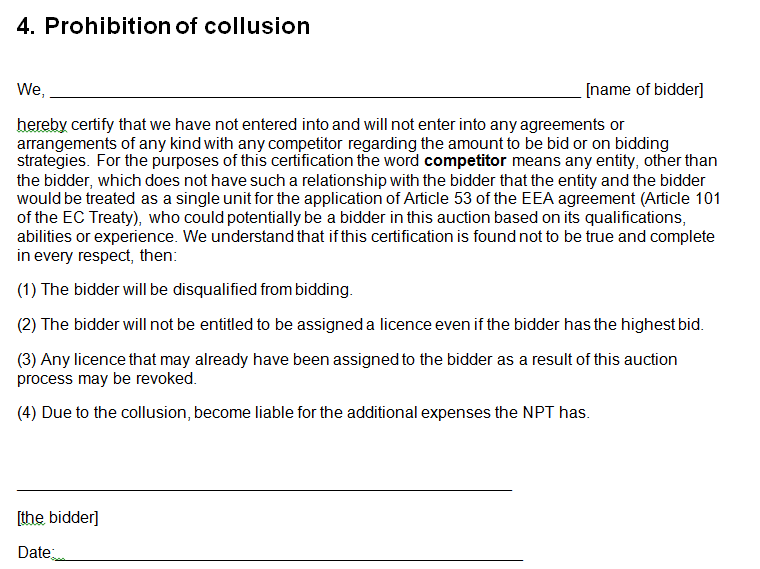 4. Prohibition of collusion
We, ______________________________ [name of bidder]
hereby certify that we have not entered into and will not enter into any agreements or
arrangements of any kind with any competitor regarding the amount to be bid or on bidding
strategies. For the purposes of this certification the word competitor means any entity, other than
the bidder, which does not have such a relationship with the bidder that the entity and the bidder
would be treated as a single unit for the application of Article 53 of the EEA agreement (Article 101
of the EC Treaty), who could potentially be a bidder in this auction based on its qualifications,
abilities or experience. We understand that if this certification is found not to be true and complete
in every respect, then:
(1) The bidder will be disqualified from bidding.
(2) The bidder will not be entitled to be assigned a licence even if the bidder has the highest bid.
(3) Any licence that may already have been assigned to the bidder as a result of this auction
process may be revoked.
(4) Due to the collusion, become liable for the additional expenses the NPT has.
______________________________
[the bidder]
Date:______________________________